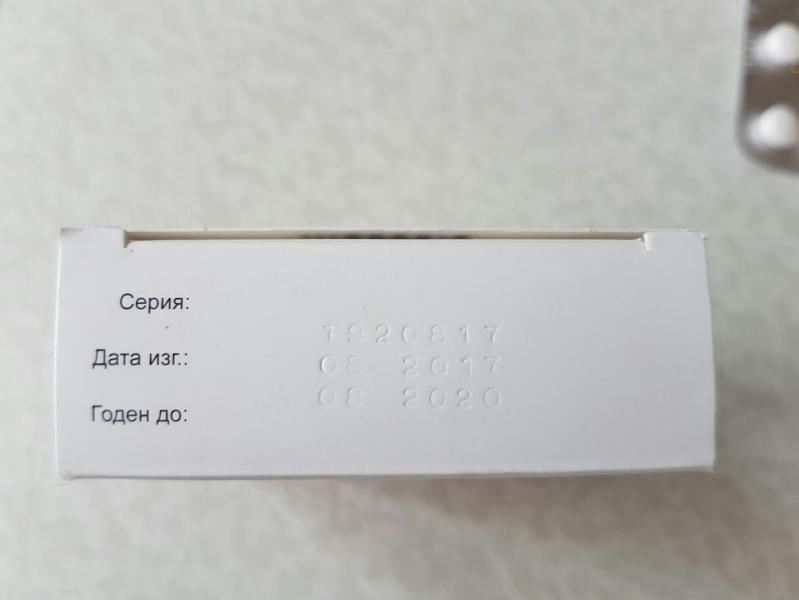 Серия:
1920817
Дата изг.:
08 2017
Годен до:
08 2020